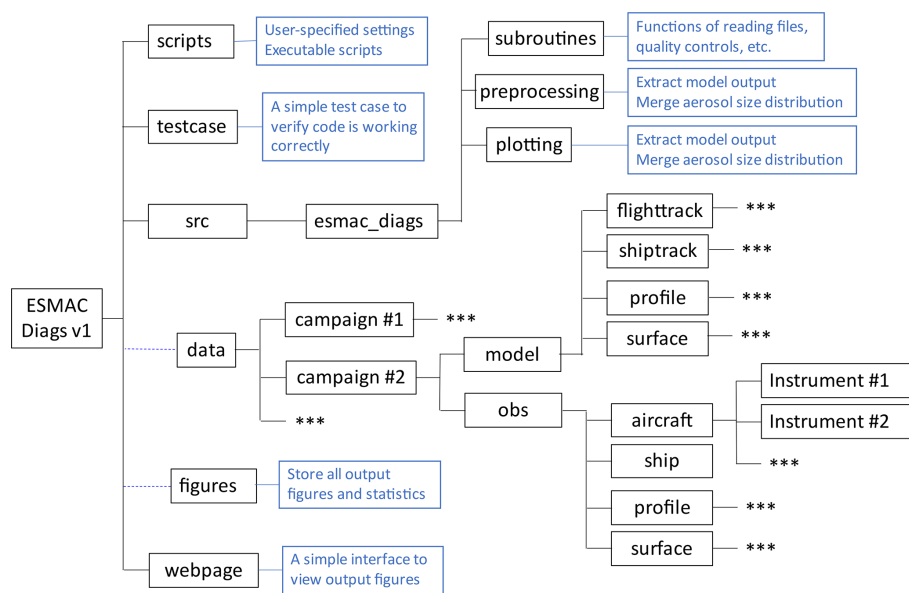 ESMAC
Diags v1
scripts
User-specified settings
Executable scripts
testcase
A simple test case to
verify code is working
correctly
src
esmac_diags
subroutines
Functions of reading files,
quality controls, etc.
preprocessing
Extract model output
Merge aerosol size distribution
plotting
Extract model output
Merge aerosol size distribution
data
campaign #1
***
campaign #2
***
model
flighttrack
***
shiptrack
***
profile
***
surface
***
obs
aircraft
Instrument #1
Instrument #2
***
ship
profile
***
surface
***
figures
Store all output
figures and statistics
webpage
A simple interface to
view output figures